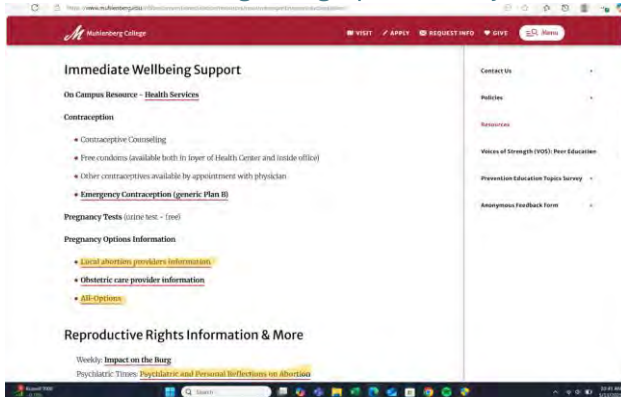 www.muhlenberg.edu
Muhlenberg College
VISIT
APPLY
REQUEST INFO
GIVE
Menu
Immediate Wellbeing Support
On Campus Resource - Health Services
Contraception
Contraceptive Counseling
Free condoms (available both in foyer of Health Center and inside office)
Other contraceptives available by appointment with physician
Emergency Contraception (generic Plan B)
Pregnancy Tests (urine test - free)
Pregnancy Options Information
Local abortion providers information
Obstetric care provider information
All-Options
Reproductive Rights Information & More
Weekly: Impact on the Burg
Psychiatric Times: Psychiatric and Personal Reflections on Abortion
Contact Us
Policies
Resources
Voices of Strength (VOS): Peer Education
Prevention Education Topics Survey
Anonymous Feedback Form
Search